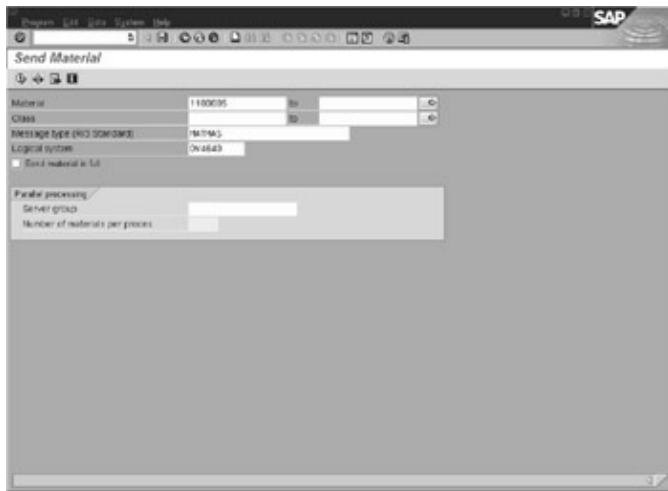 Program Edit Goto System Help
SAP
Send Material
Material 1100005 to
Class to
Message type (R/3 Standard) MATMAS
Logical system
Send material in full
Parallel processing
Server group
Number of materials per process